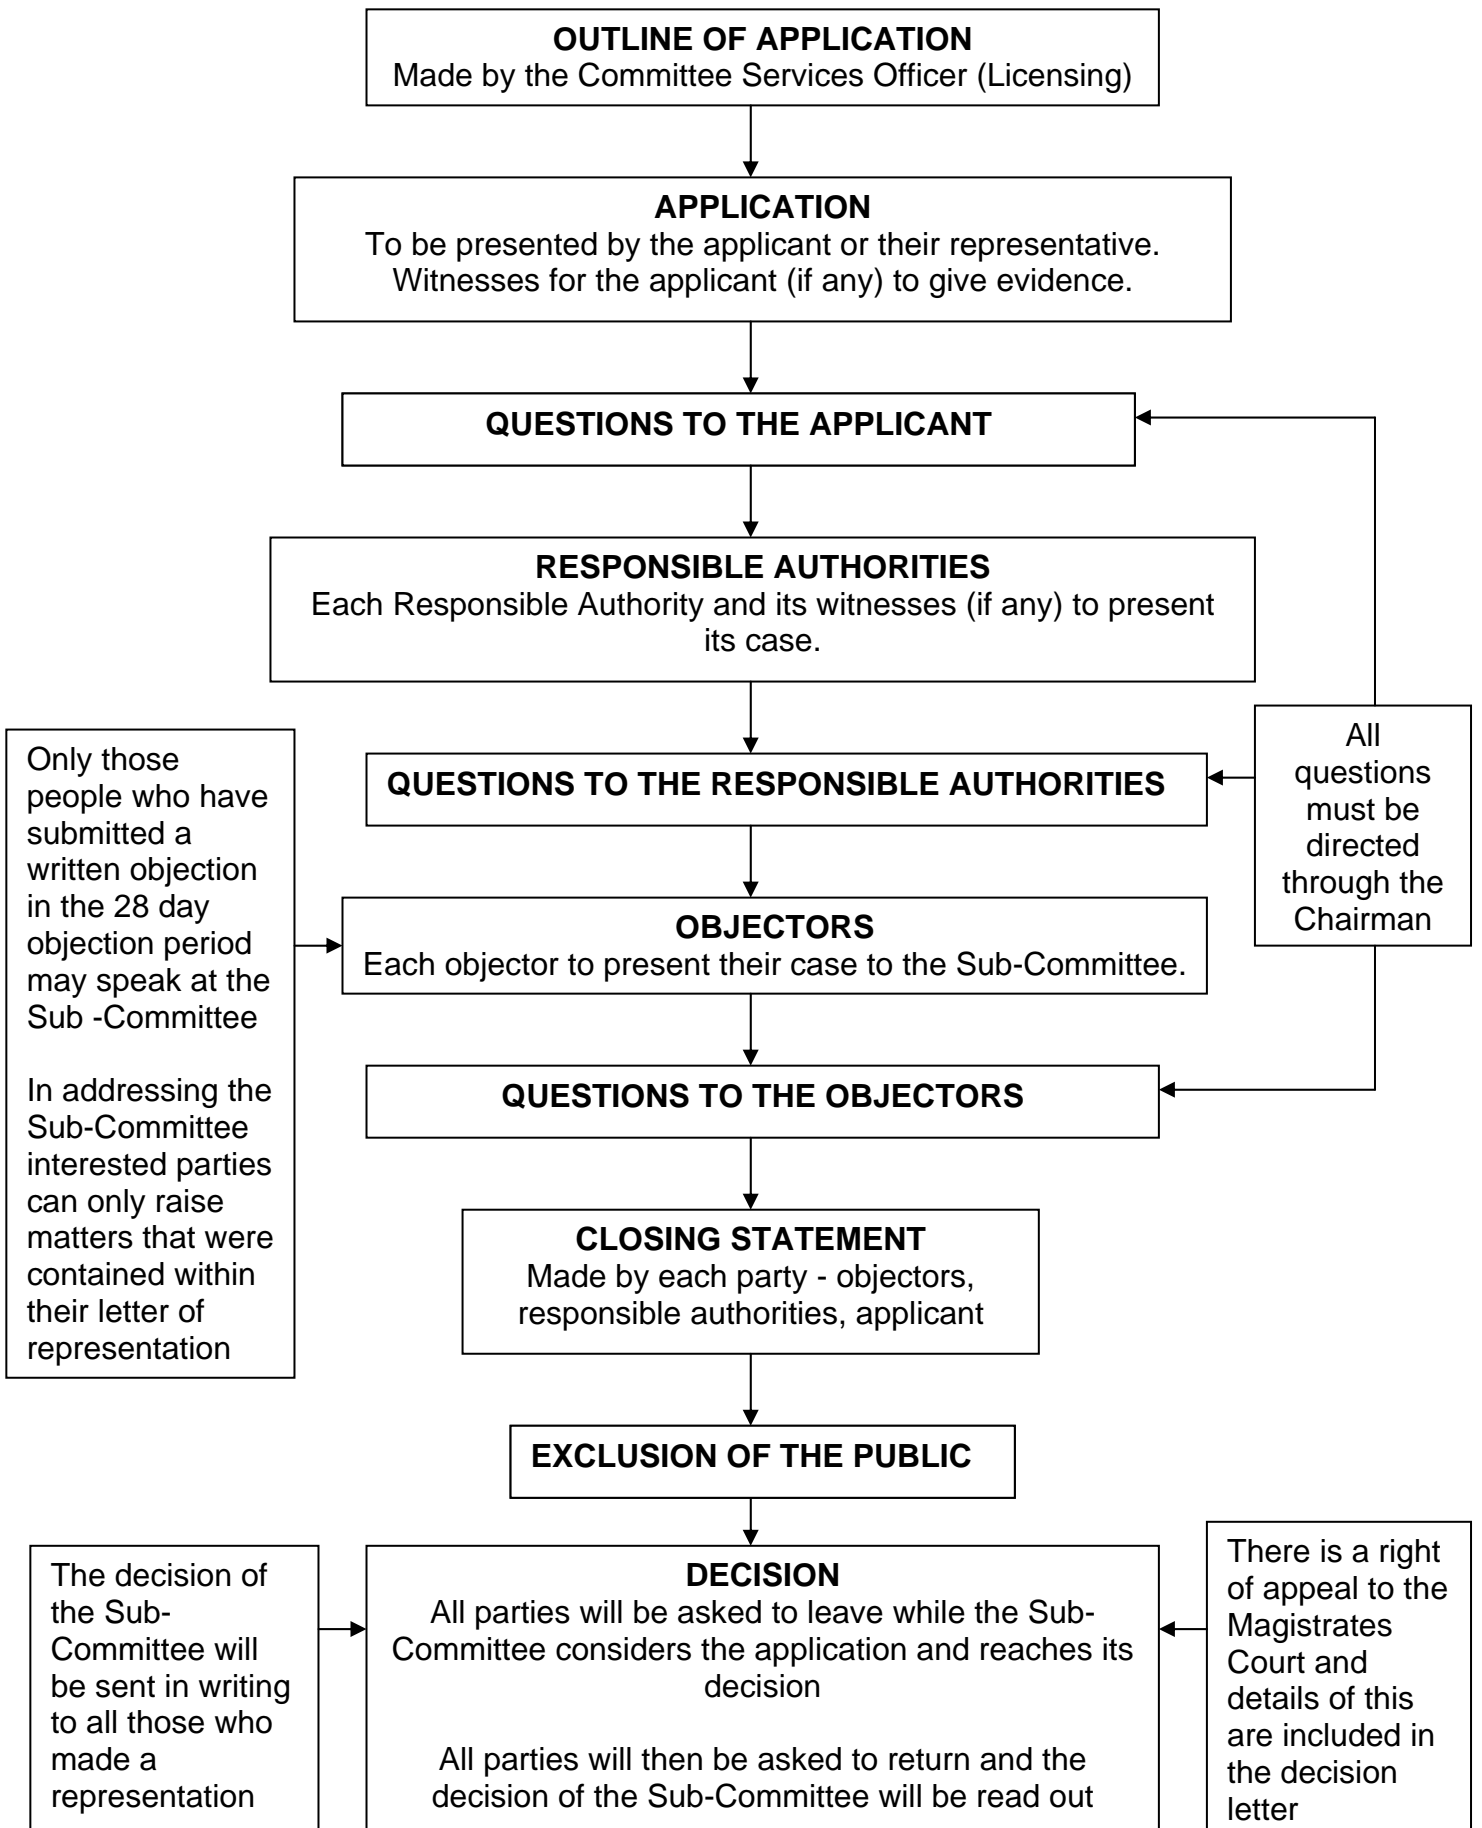 OUTLINE OF APPLICATION
Made by the Committee Services Officer (Licensing)
APPLICATION
To be presented by the applicant or their representative.
Witnesses for the applicant (if any) to give evidence.
QUESTIONS TO THE APPLICANT
RESPONSIBLE AUTHORITIES
Each Responsible Authority and its witnesses (if any) to present
its case.
QUESTIONS TO THE RESPONSIBLE AUTHORITIES
All
questions
must be
directed
through the
Chairman
Only those
people who have
submitted a
written objection
in the 28 day
objection period
may speak at the
Sub -Committee
In addressing the
Sub-Committee
interested parties
can only raise
matters that were
contained within
their letter of
representation
OBJECTORS
Each objector to present their case to the Sub-Committee.
QUESTIONS TO THE OBJECTORS
CLOSING STATEMENT
Made by each party - objectors,
responsible authorities, applicant
EXCLUSION OF THE PUBLIC
The decision of
the Sub-
Committee will
be sent in writing
to all those who
made a
representation
DECISION
All parties will be asked to leave while the Sub-
Committee considers the application and reaches its
decision
All parties will then be asked to return and the
decision of the Sub-Committee will be read out
There is a right
of appeal to the
Magistrates
Court and
details of this
are included in
the decision
letter